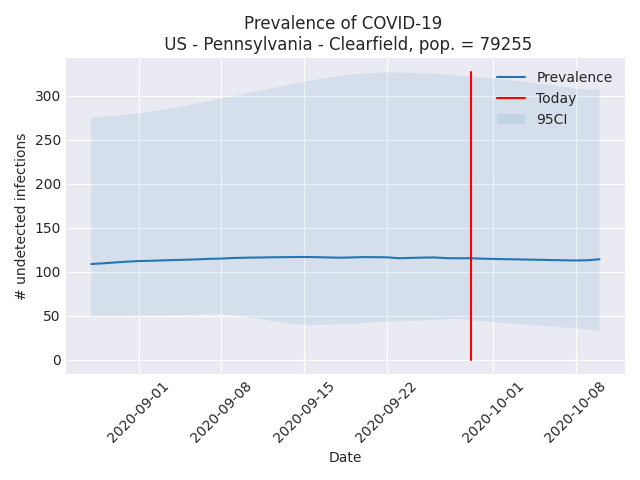 Prevalence of COVID-19
US - Pennsylvania - Clearfield, pop. = 79255
Prevalence
Today
95CI
300
250
200
150
100
50
0
# undetected infections
2020-09-01
2020-09-08
2020-09-15
2020-09-22
2020-10-01
2020-10-08
Date